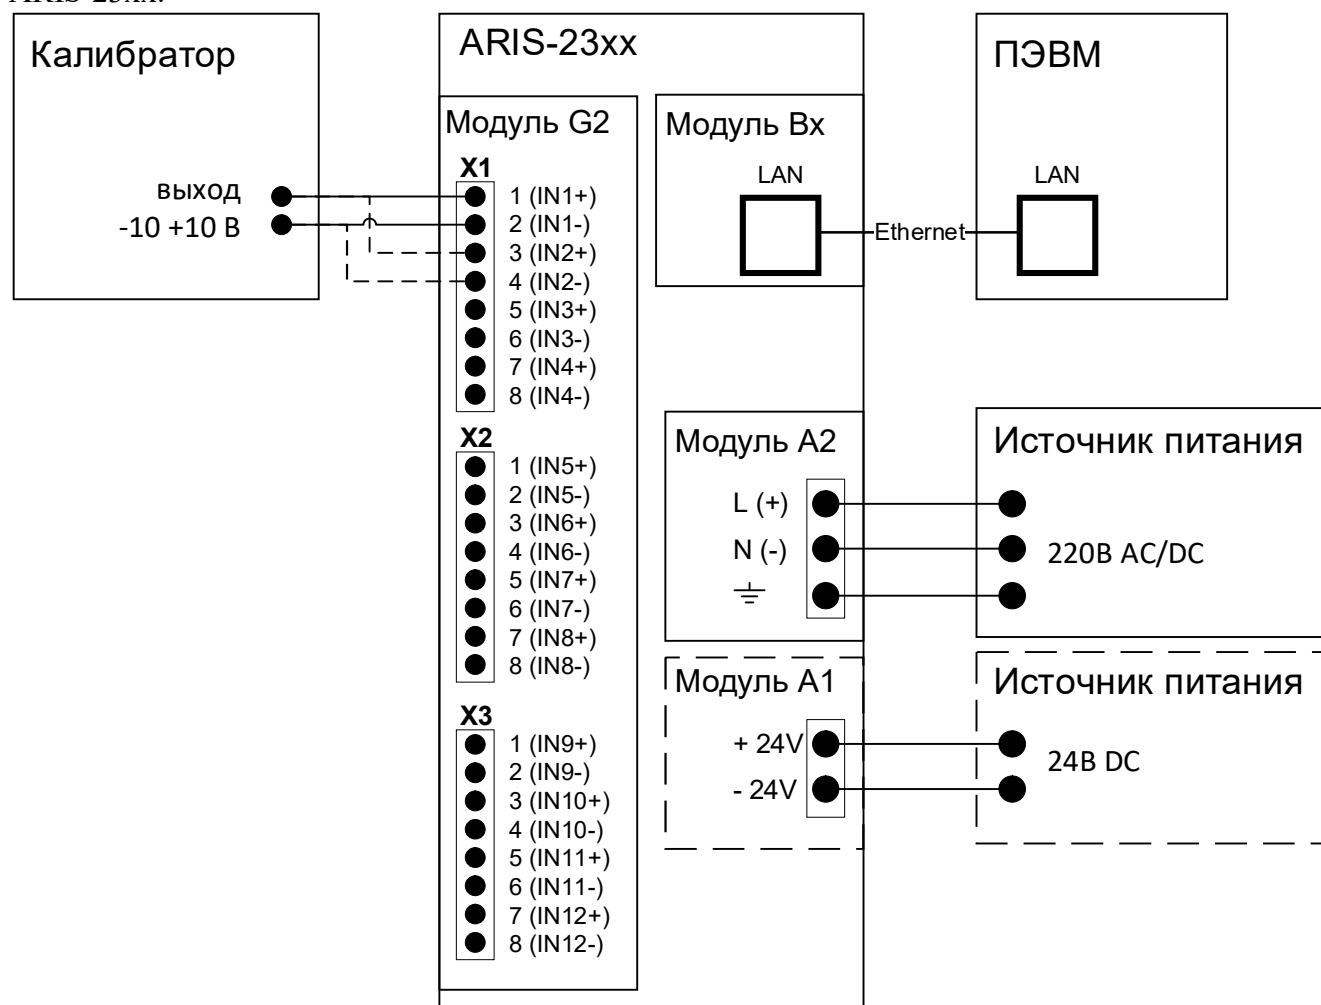 ARIS-23xx.
Калибратор
выход
-10 +10 В
ARIS-23xx
Модуль G2
X1
1 (IN1+)
2 (IN1-)
3 (IN2+)
4 (IN2-)
5 (IN3+)
6 (IN3-)
7 (IN4+)
8 (IN4-)
X2
1 (IN5+)
2 (IN5-)
3 (IN6+)
4 (IN6-)
5 (IN7+)
6 (IN7-)
7 (IN8+)
8 (IN8-)
X3
1 (IN9+)
2 (IN9-)
3 (IN10+)
4 (IN10-)
5 (IN11+)
6 (IN11-)
7 (IN12+)
8 (IN12-)
Модуль Bx
LAN
Ethernet
ПЭВМ
LAN
Модуль A2
L (+)
N (-)
Источник питания
220В AC/DC
Модуль A1
+ 24V
- 24V
Источник питания
24В DC